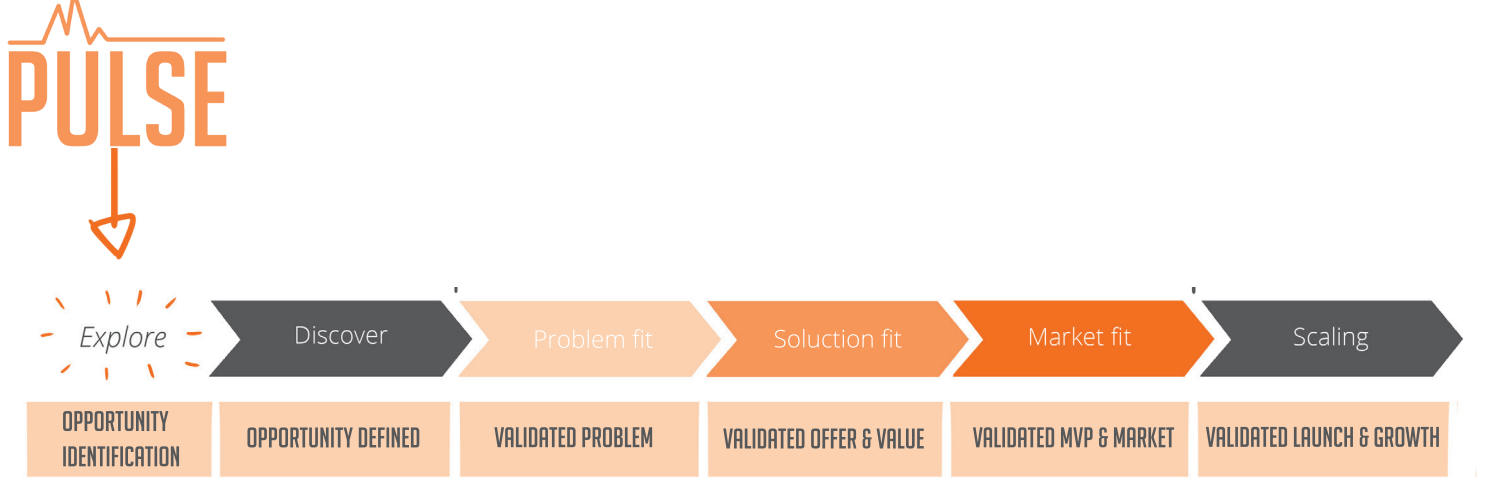 PULSE
Explore
Discover
Problem fit
Soluction fit
Market fit
Scaling
OPPORTUNITY
IDENTIFICATION
OPPORTUNITY DEFINED
VALIDATED PROBLEM
VALIDATED OFFER & VALUE
VALIDATED MVP & MARKET
VALIDATED LAUNCH & GROWTH